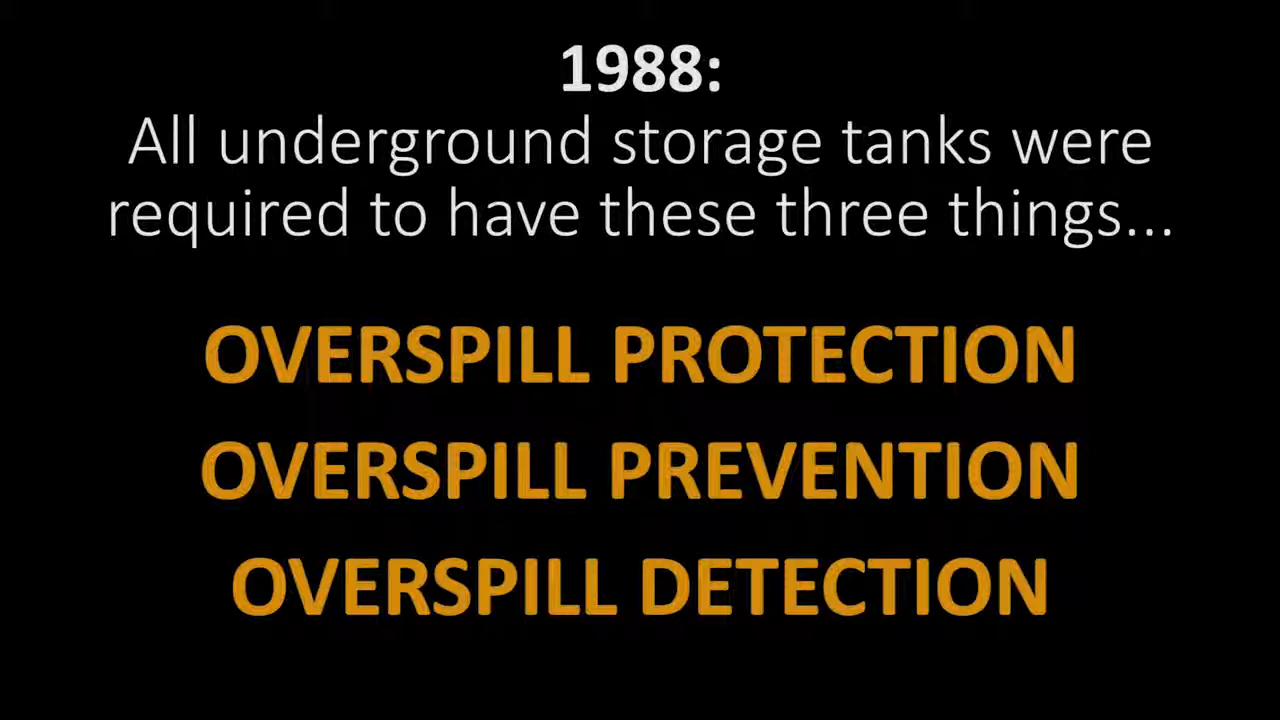 1988:
All underground storage tanks were
required to have these three things...
OVERSPILL PROTECTION
OVERSPILL PREVENTION
OVERSPILL DETECTION